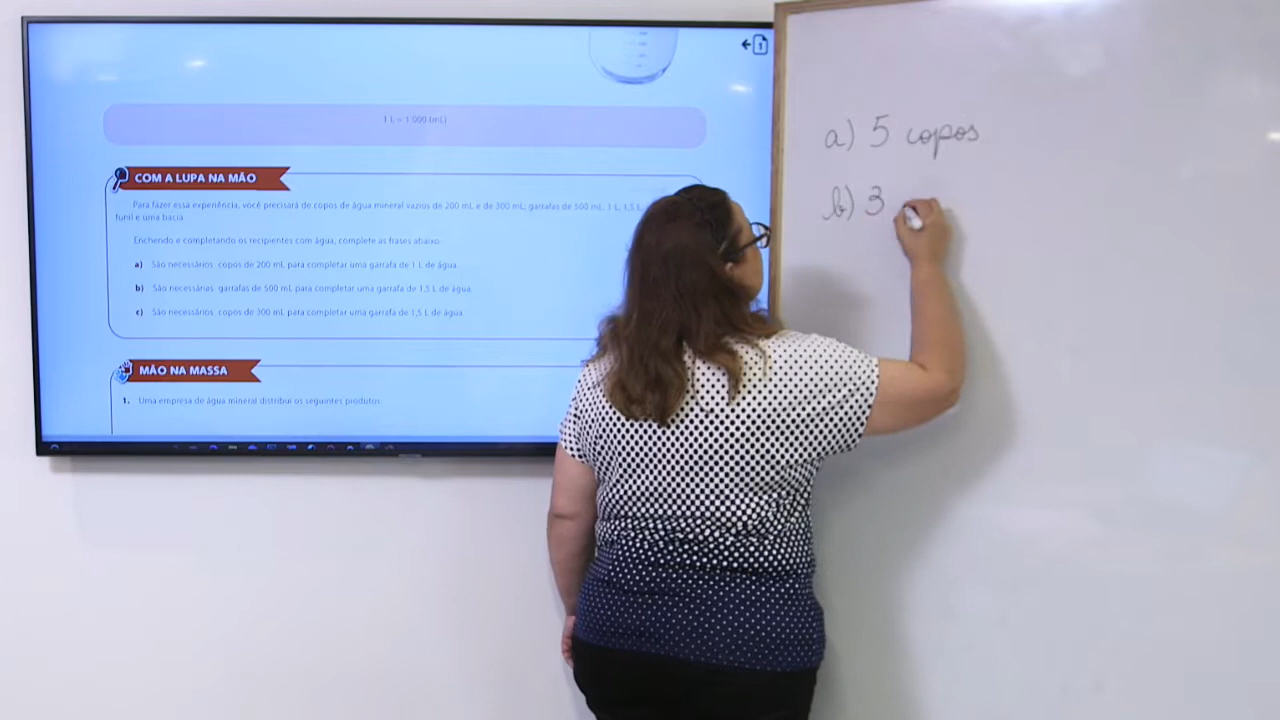 1 L = 1 000 (mL)
COM A LUPA NA MÃO
Para fazer essa experiência, você precisará de copos de água mineral vazios de 200 mL e de 300 mL; garrafas de 500 mL, 1 L, 1,5 L
funil e uma bacia.
Enchendo e completando os recipientes com água, complete as frases abaixo:
a) São necessários copos de 200 mL para completar uma garrafa de 1 L de água.
b) São necessárias garrafas de 500 mL para completar uma garrafa de 1,5 L de água.
c) São necessários copos de 300 mL para completar uma garrafa de 1,5 L de água.
MÃO NA MASSA
1. Uma empresa de água mineral distribui os seguintes produtos:
1
a) 5 copos
b) 3